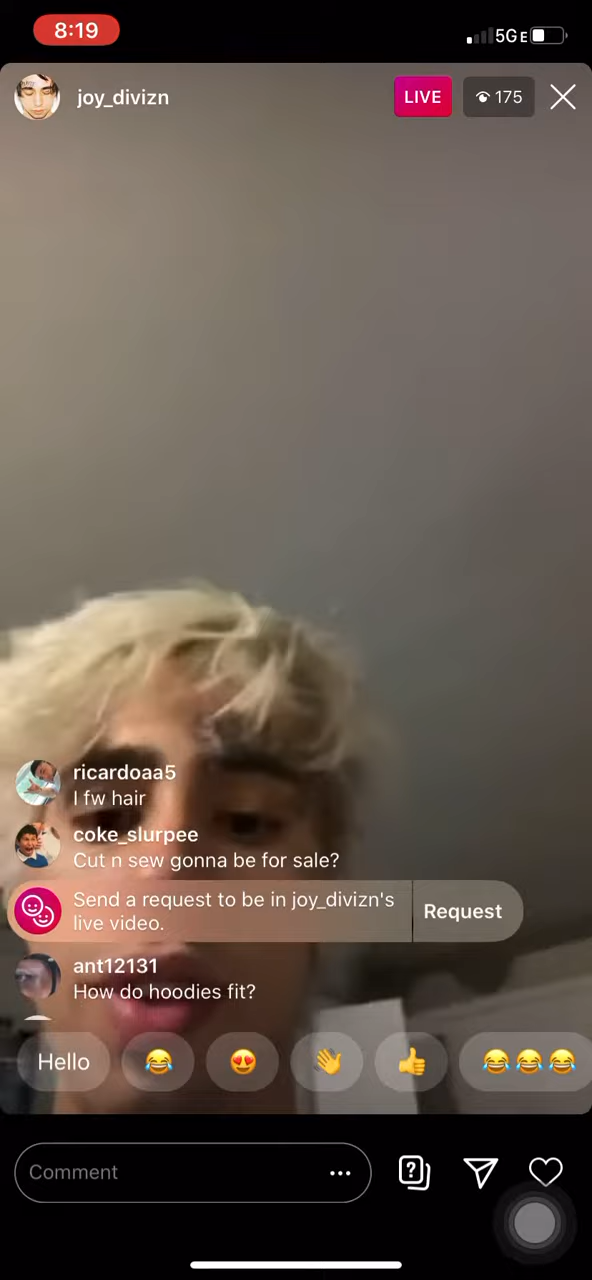 8:19
5GE
joy_divizn
LIVE
175
ricardoaa5
I fw hair
coke_slurpee
Cut n sew gonna be for sale?
Send a request to be in joy_divizn's
live video.
Request
ant12131
How do hoodies fit?
Hello
Comment